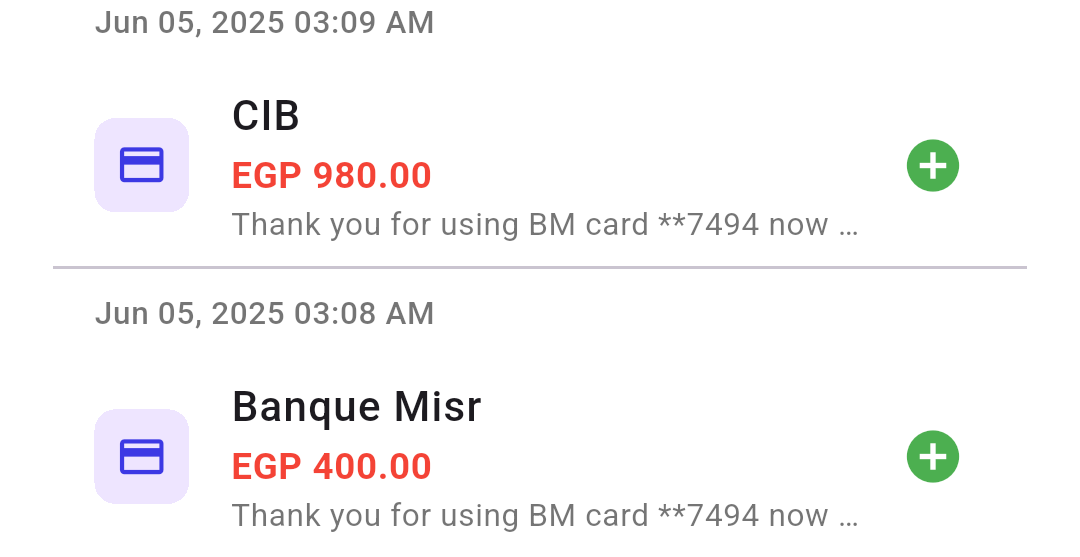 Jun 05, 2025 03:09 AM
CIB
EGP 980.00
Thank you for using BM card **7494 now …
Jun 05, 2025 03:08 AM
Banque Misr
EGP 400.00
Thank you for using BM card **7494 now …